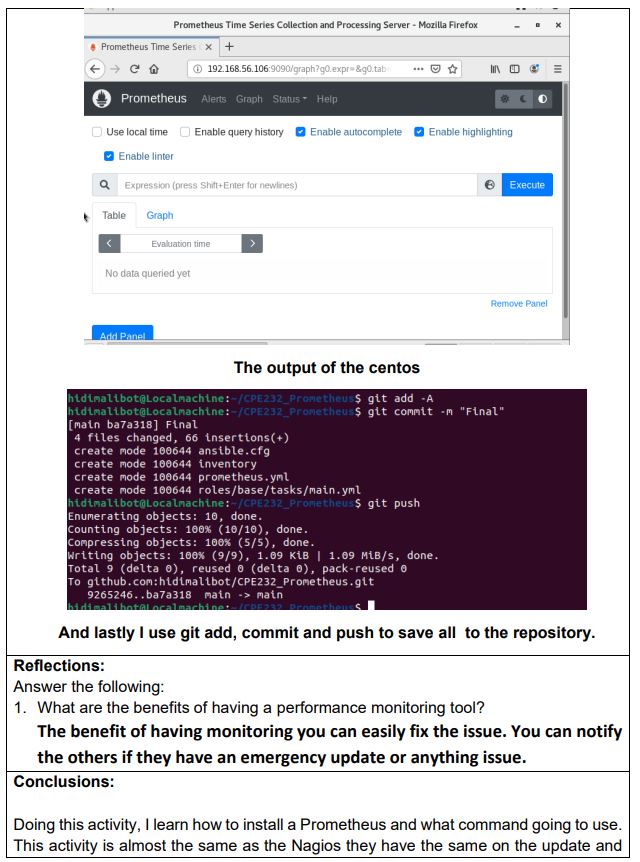 Prometheus Time Series Collection and Processing Server - Mozilla Firefox
Prometheus Time Series
192.168.56.106:9090/graph?g0.expr=&g0.tab
Prometheus Alerts Graph Status Help
Use local time Enable query history Enable autocomplete Enable highlighting
Enable linter
Expression (press Shift+Enter for newlines) Execute
Table Graph
Evaluation time
No data queried yet
Remove Panel
Add Panel
The output of the centos
hidimalibot@Localmachine:~/CPE232_Prometheus$ git add -A
hidimalibot@Localmachine:~/CPE232_Prometheus$ git commit -m "Final"
[main ba7a318] Final
4 files changed, 66 insertions(+)
create mode 100644 ansible.cfg
create mode 100644 inventory
create mode 100644 prometheus.yml
create mode 100644 roles/base/tasks/main.yml
hidimalibot@Localmachine:~/CPE232_Prometheus$ git push
Enumerating objects: 10, done.
Counting objects: 100% (10/10), done.
Compressing objects: 100% (5/5), done.
Writing objects: 100% (9/9), 1.09 KiB | 1.09 MiB/s, done.
Total 9 (delta 0), reused 0 (delta 0), pack-reused 0
To github.com:hidimalibot/CPE232_Prometheus.git
9265246..ba7a318 main -> main
hidimalibot@Localmachine:~/CPE232_Prometheus$
And lastly I use git add, commit and push to save all to the repository.
Reflections:
Answer the following:
1. What are the benefits of having a performance monitoring tool?
The benefit of having monitoring you can easily fix the issue. You can notify
the others if they have an emergency update or anything issue.
Conclusions:
Doing this activity, I learn how to install a Prometheus and what command going to use.
This activity is almost the same as the Nagios they have the same on the update and